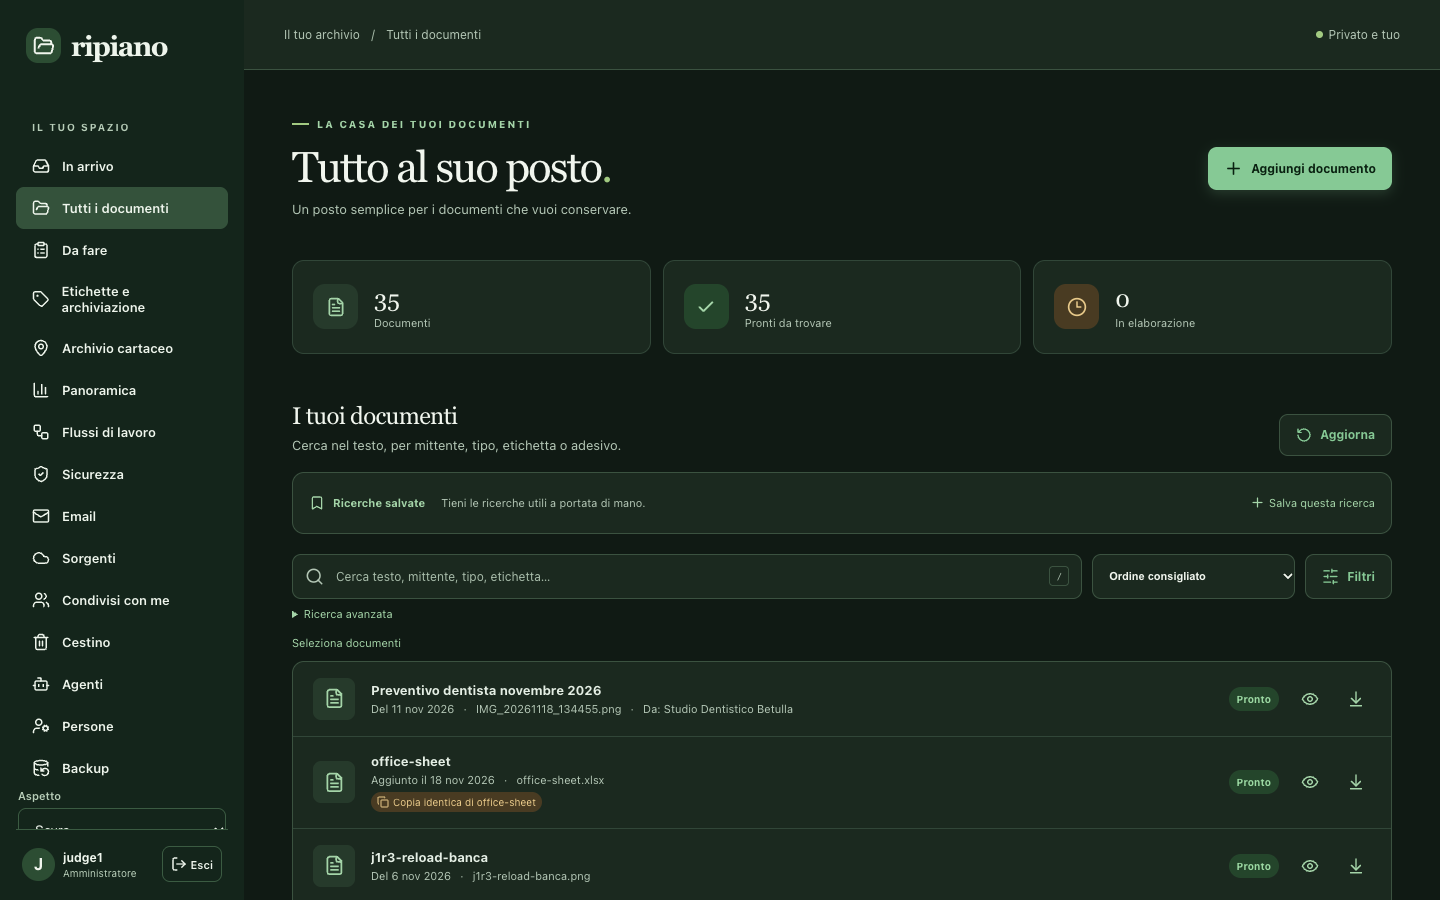 ripiano
Il tuo archivio / Tutti i documenti
Privato e tuo
IL TUO SPAZIO
In arrivo
Tutti i documenti
Da fare
Etichette e
archiviazione
Archivio cartaceo
Panoramica
Flussi di lavoro
Sicurezza
Email
Sorgenti
Condivisi con me
Cestino
Agenti
Persone
Backup
Aspetto
J
judge1
Amministratore
Esci
LA CASA DEI TUOI DOCUMENTI
Tutto al suo posto.
Un posto semplice per i documenti che vuoi conservare.
Aggiungi documento
35
Documenti
35
Pronti da trovare
0
In elaborazione
I tuoi documenti
Cerca nel testo, per mittente, tipo, etichetta o adesivo.
Aggiorna
Ricerche salvate Tieni le ricerche utili a portata di mano.
Salva questa ricerca
Cerca testo, mittente, tipo, etichetta... /
Ordine consigliato
Filtri
Ricerca avanzata
Seleziona documenti
Preventivo dentista novembre 2026
Del 11 nov 2026 · IMG_20261118_134455.png · Da: Studio Dentistico Betulla
Pronto
office-sheet
Aggiunto il 18 nov 2026 · office-sheet.xlsx
Copia identica di office-sheet
Pronto
j1r3-reload-banca
Del 6 nov 2026 · j1r3-reload-banca.png
Pronto